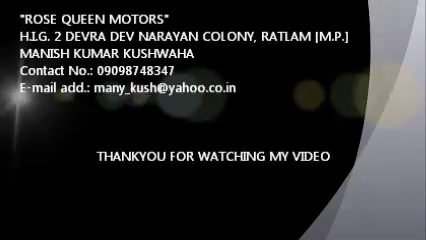 "ROSE QUEEN MOTORS"
H.I.G. 2 DEVRA DEV NARAYAN COLONY, RATLAM [M.P.]
MANISH KUMAR KUSHWAHA
Contact No.: 09098748347
E-mail add.: many_kush@yahoo.co.in
THANKYOU FOR WATCHING MY VIDEO